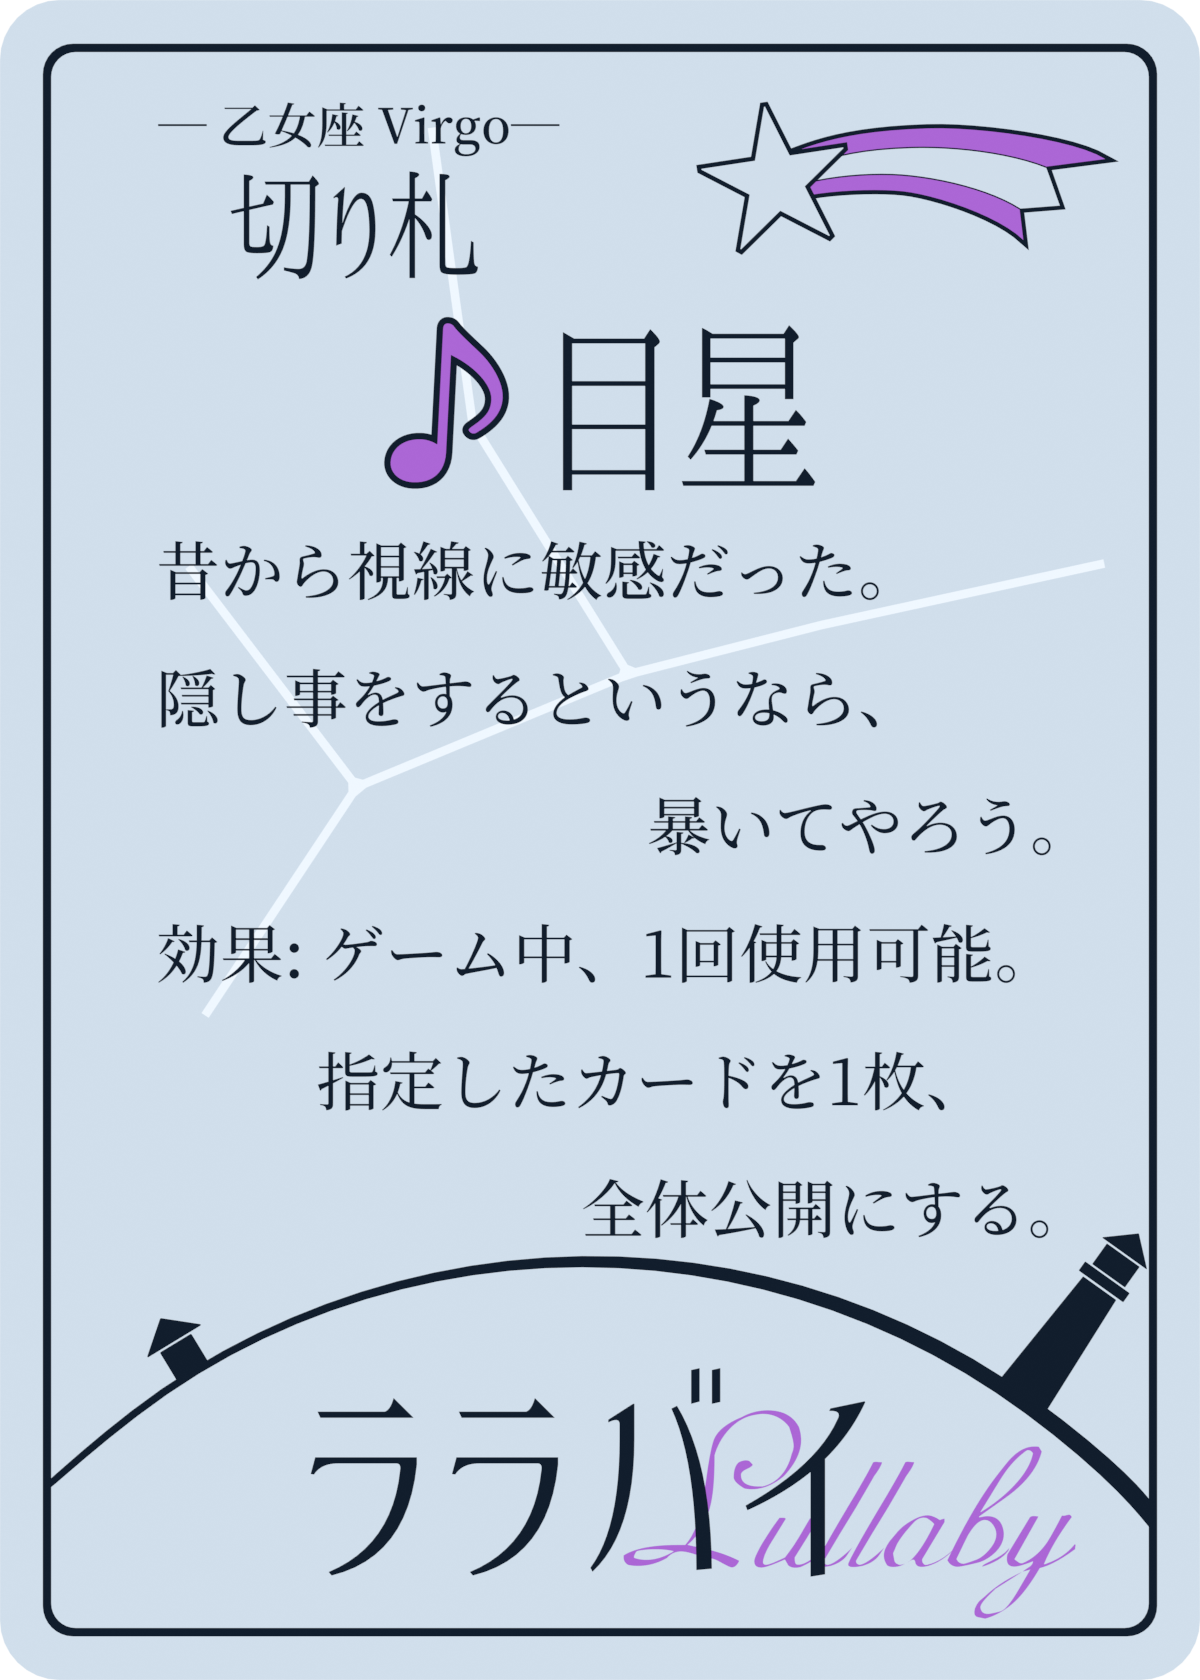 ― 乙女座 Virgo―
切り札
♪目星
昔から視線に敏感だった。
隠し事をするというなら、
暴いてやろう。
効果: ゲーム中、1回使用可能。
指定したカードを1枚、
全体公開にする。
ララバイ
Lullaby